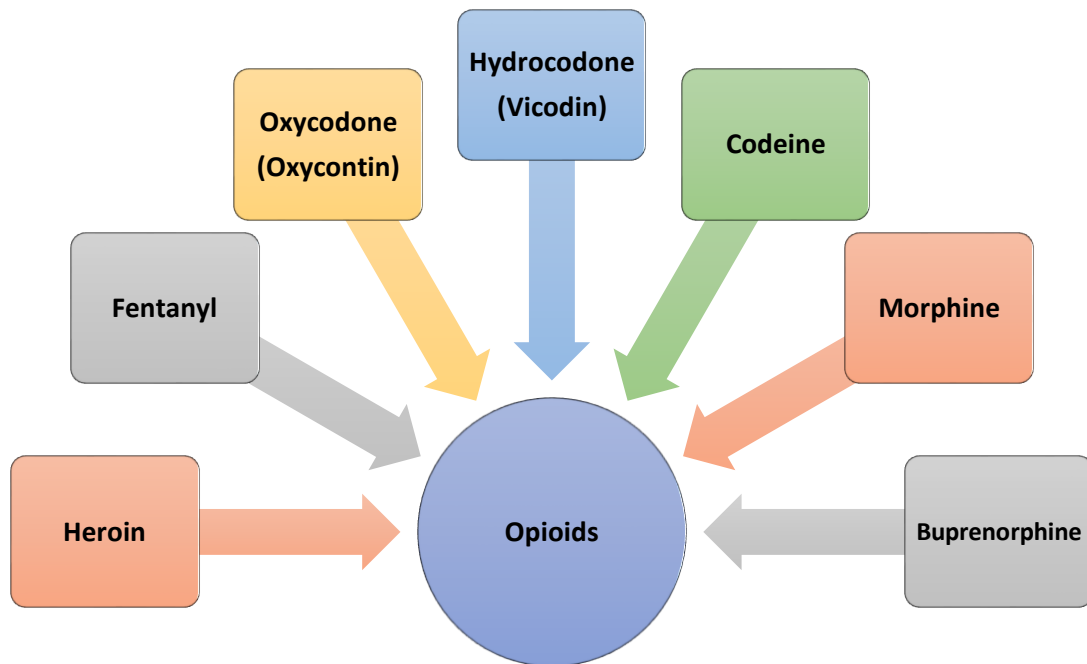 Hydrocodone
(Vicodin)
Oxycodone
(Oxycontin)
Codeine
Fentanyl
Morphine
Heroin
Opioids
Buprenorphine